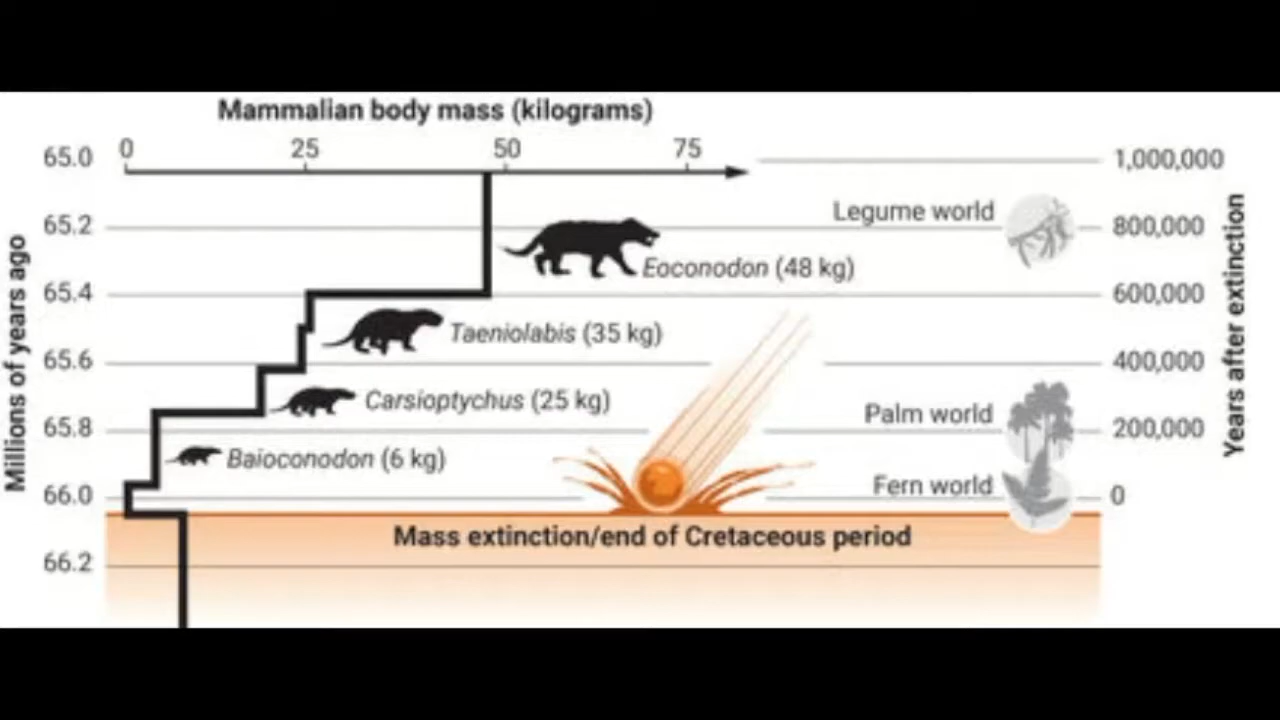 Mammalian body mass (kilograms)
0 25 50 75
65.0 1,000,000
Legume world
65.2 800,000
Eoconodon (48 kg)
65.4 600,000
Taeniolabis (35 kg)
65.6 400,000
Carsioptychus (25 kg)
Palm world
65.8 200,000
Baioconodon (6 kg)
Fern world
66.0 0
Mass extinction/end of Cretaceous period
66.2
Millions of years ago
Years after extinction